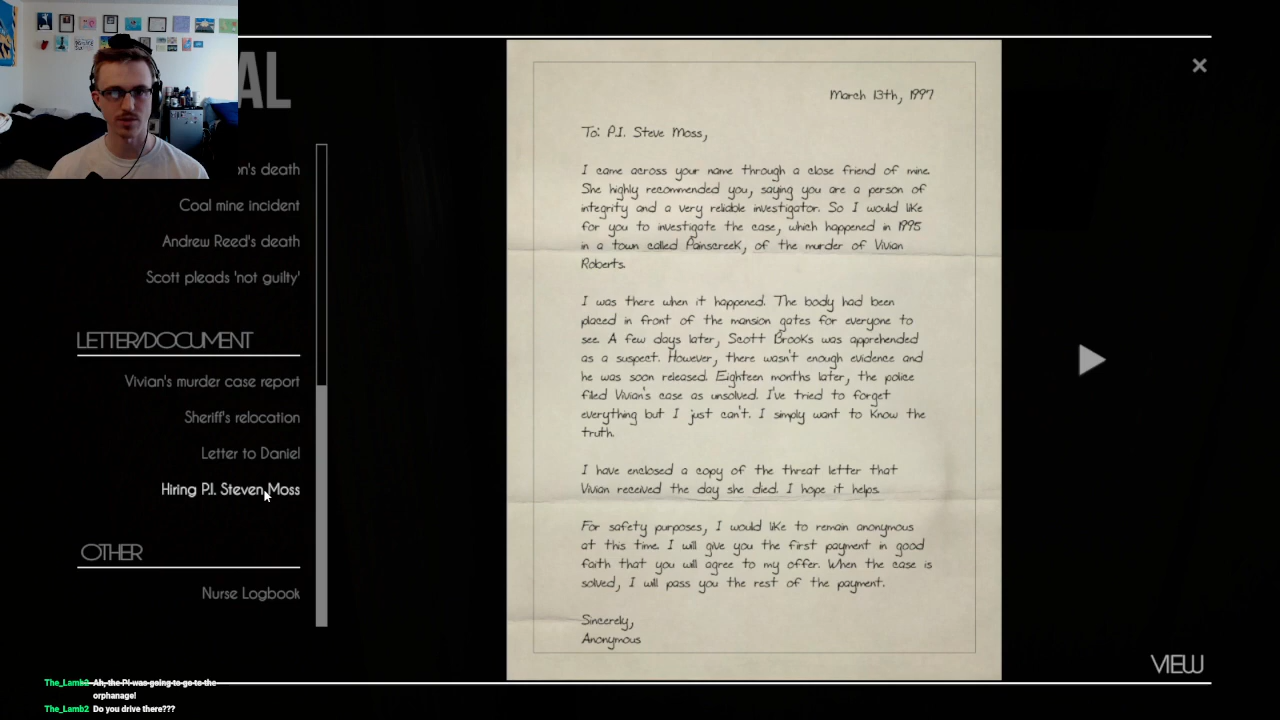 AL
on's death
Coal mine incident
Andrew Reed's death
Scott pleads 'not guilty'
LETTER/DOCUMENT
Vivian's murder case report
Sheriff's relocation
Letter to Daniel
Hiring P.I. Steven Moss
OTHER
Nurse Logbook
March 13th, 1997
To: P.I. Steve Moss,
I came across your name through a close friend of mine.
She highly recommended you, saying you are a person of
integrity and a very reliable investigator. So I would like
for you to investigate the case, which happened in 1995
in a town called Painscreek, of the murder of Vivian
Roberts.
I was there when it happened. The body had been
placed in front of the mansion gates for everyone to
see. A few days later, Scott Brooks was apprehended
as a suspect. However, there wasn't enough evidence and
he was soon released. Eighteen months later, the police
filed Vivian's case as unsolved. I've tried to forget
everything but I just can't. I simply want to know the
truth.
I have enclosed a copy of the threat letter that
Vivian received the day she died. I hope it helps.
For safety purposes, I would like to remain anonymous
at this time. I will give you the first payment in good
faith that you will agree to my offer. When the case is
solved, I will pass you the rest of the payment.
Sincerely,
Anonymous
VIEW
The_Lamb2 Ah, the PI was going to go to the
orphanage!
The_Lamb2 Do you drive there???